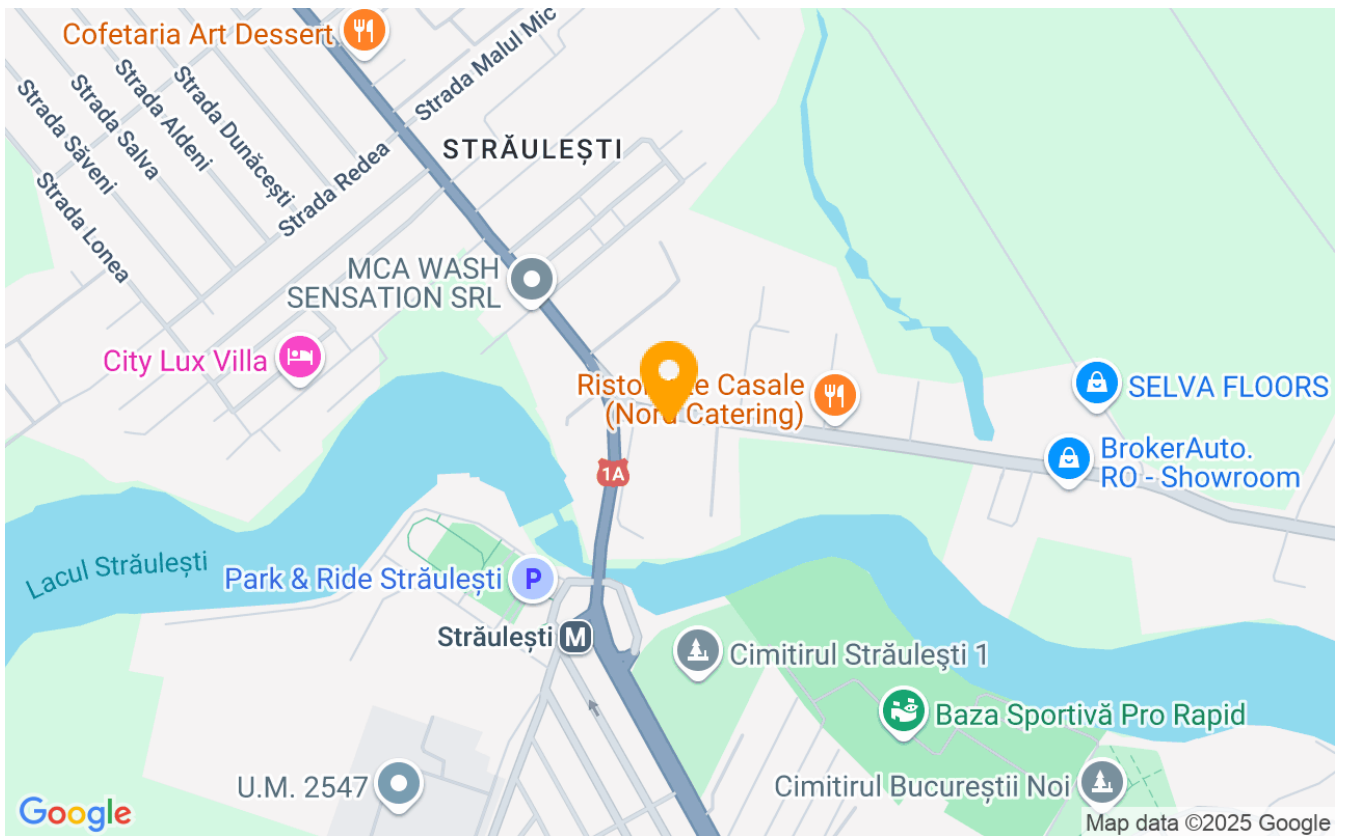 Cofetaria Art Dessert
Strada Malul Mic
Strada Dunăcești
Strada Aldeni
Strada Salva
Strada Săveni
STRĂULEȘTI
Strada Redea
Strada Lonea
MCA WASH
SENSATION SRL
City Lux Villa
Casale
Catering)
SELVA FLOORS
BrokerAuto.
RO - Showroom
1A
Lacul Străulești
Park & Ride Străulești
P
Străulești M
Cimitirul Străuleşti 1
Baza Sportivă Pro Rapid
U.M. 2547
Cimitirul Bucureștii Noi
Google
Map data ©2025 Google